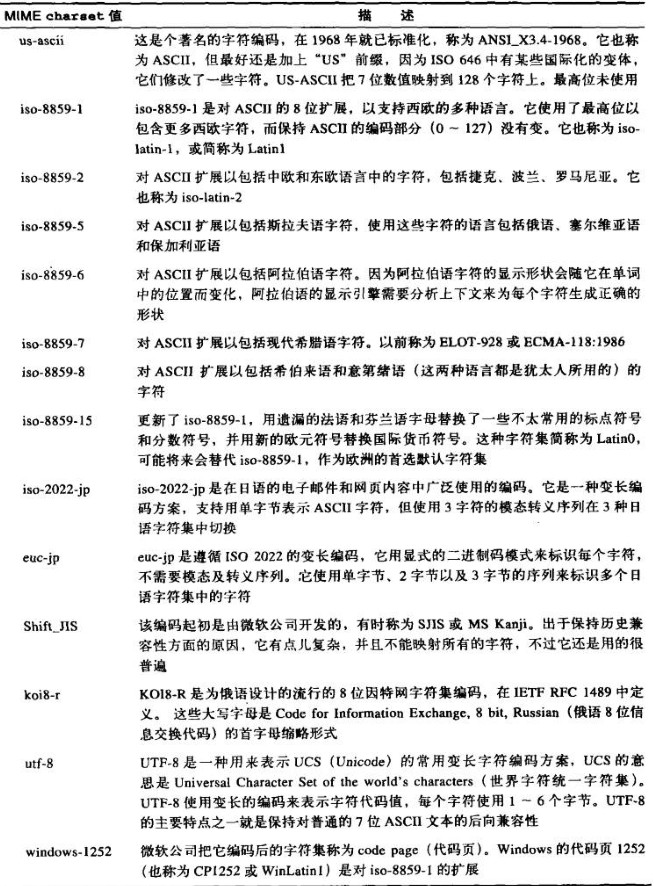 MIME charset 值 描 述
us-ascii 这是个著名的字符编码，在 1968 年就已标准化，称为 ANSI_X3.4-1968。它也称
为 ASCII，但最好还是加上“US”前缀，因为 ISO 646 中有某些国际化的变体，
它们修改了一些字符。US-ASCII 把 7 位数值映射到 128 个字符上。最高位未使用
iso-8859-1 iso-8859-1 是对 ASCII 的 8 位扩展，以支持西欧的多种语言。它使用了最高位以
包含更多西欧字符，而保持 ASCII 的编码部分（0 ~ 127）没有变。它也称为 iso-
latin-1，或简称为 Latin1
iso-8859-2 对 ASCII 扩展以包括中欧和东欧语言中的字符，包括捷克、波兰、罗马尼亚。它
也称为 iso-latin-2
iso-8859-5 对 ASCII 扩展以包括斯拉夫语字符，使用这些字符的语言包括俄语、塞尔维亚语
和保加利亚语
iso-8859-6 对 ASCII 扩展以包括阿拉伯语字符。因为阿拉伯语字符的显示形状会随它在单词
中的位置而变化，阿拉伯语的显示引擎需要分析上下文来为每个字符生成正确的
形状
iso-8859-7 对 ASCII 扩展以包括现代希腊语字符。以前称为 ELOT-928 或 ECMA-118:1986
iso-8859-8 对 ASCII 扩展以包括希伯来语和意第绪语（这两种语言都是犹太人所用的）的
字符
iso-8859-15 更新了 iso-8859-1，用遗漏的法语和芬兰语字母替换了一些不太常用的标点符号
和分数符号，并用新的欧元符号替换国际货币符号。这种字符集简称为 Latin0，
可能将来会替代 iso-8859-1，作为欧洲的首选默认字符集
iso-2022-jp iso-2022-jp 是在日语的电子邮件和网页内容中广泛使用的编码。它是一种变长编
码方案，支持用单字节表示 ASCII 字符，但使用 3 字符的模态转义序列在 3 种日
语字符集中切换
euc-jp euc-jp 是遵循 ISO 2022 的变长编码，它用显式的二进制码模式来标识每个字符，
不需要模态及转义序列。它使用单字节、2 字节以及 3 字节的序列来标识多个日
语字符集中的字符
Shift_JIS 该编码起初是由微软公司开发的，有时称为 SJIS 或 MS Kanji。出于保持历史兼
容性方面的原因，它有点儿复杂，并且不能映射所有的字符，不过它还是用的很
普遍
koi8-r KOI8-R 是为俄语设计的流行的 8 位因特网字符集编码，在 IETF RFC 1489 中定
义。 这些大写字母是 Code for Information Exchange, 8 bit, Russian（俄语 8 位信
息交换代码）的首字母缩略形式
utf-8 UTF-8 是一种用来表示 UCS（Unicode）的常用变长字符编码方案，UCS 的意
思是 Universal Character Set of the world's characters（世界字符统一字符集）。
UTF-8 使用变长的编码来表示字符代码值，每个字符使用 1 ~ 6 个字节。UTF-8
的主要特点之一就是保持对普通的 7 位 ASCII 文本的后向兼容性
windows-1252 微软公司把它编码后的字符集称为 code page（代码页）。Windows 的代码页 1252
（也称为 CP1252 或 WinLatin1）是对 iso-8859-1 的扩展